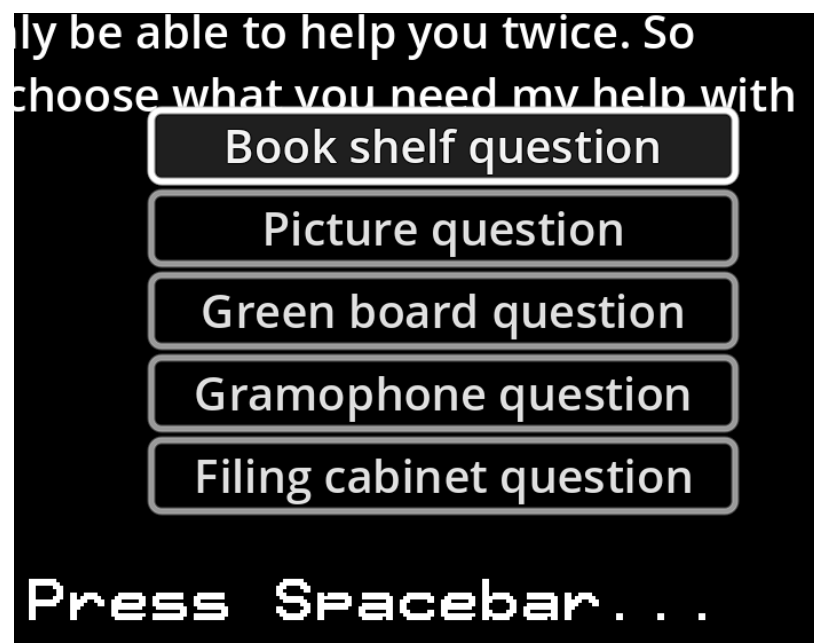 be able to help you twice. So
choose what you need my help with
Book shelf question
Picture question
Green board question
Gramophone question
Filing cabinet question
Press Spacebar...